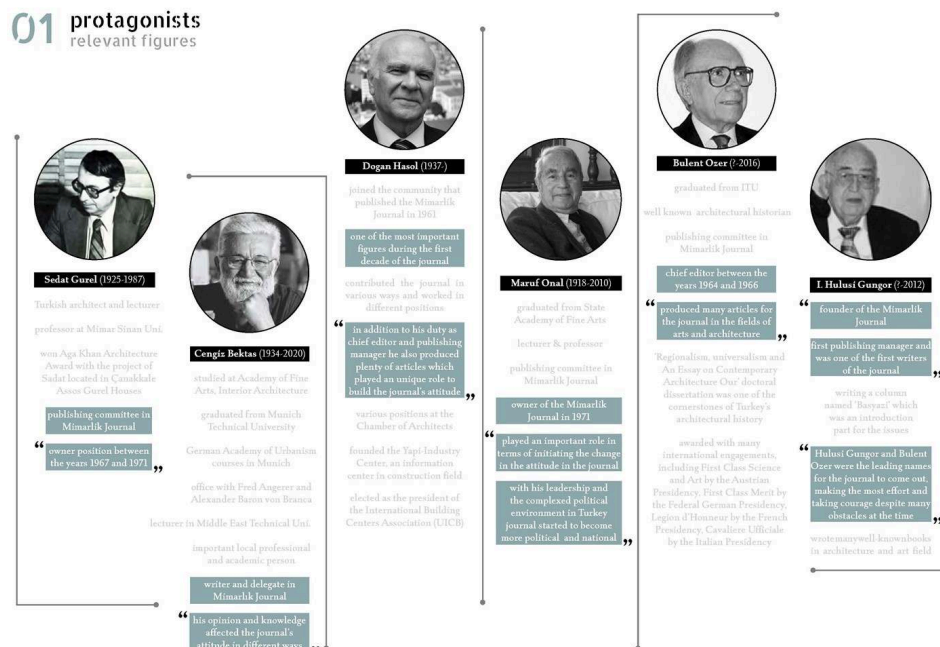 01 protagonists
relevant figures
Sedat Gurel (1925-1987)
Turkish architect and lecturer
professor at Mimar Sinan Uni.
won Aga Khan Architecture
Award with the project of
Sadat located in Çanakkale
Assos Gurel Houses
publishing committee in
Mimarlik Journal
“ owner position between
the years 1967 and 1971 ”
Cengiz Bektas (1934-2020)
studied at Academy of Fine
Arts, Interior Architecture
graduated from Munich
Technical University
German Academy of Urbanism
courses in Munich
office with Fred Angerer and
Alexander Baron von Branca
lecturer in Middle East Technical Uni.
important local professional
and academic person
writer and delegate in
Mimarlık Journal
“ his opinion and knowledge
affected the journal's
attitude in different ways
Dogan Hasol (1937-)
joined the community that
published the Mimarlik
Journal in 1961
one of the most important
figures during the first
decade of the journal
contributed the journal in
various ways and worked in
different positions
“ in addition to his duty as
chief editor and publishing
manager he also produced
plenty of articles which
played an unique role to
build the journal's attitude ”
various positions at the
Chamber of Architects
founded the Yapi-Industry
Center, an information
center in construction field
elected as the president of
the International Building
Centers Association (UICB)
Maruf Onal (1918-2010)
graduated from State
Academy of Fine Arts
lecturer & professor
publishing committee in
Mimarlik Journal
owner of the Mimarlik
Journal in 1971
“ played an important role in
terms of initiating the change
in the attitude in the journal
with his leadership and
the complexed political
environment in Turkey
journal started to become
more political and national ”
Bulent Ozer (?-2016)
graduated from ITU
well known architectural historian
publishing committee in
Mimarlik Journal
chief editor between the
years 1964 and 1966
“ produced many articles for
the journal in the fields of
arts and architecture ”
'Regionalism, universalism and
'An Essay on Contemporary
Architecture Our' doctoral
dissertation was one of the
cornerstones of Turkey's
architectural history
awarded with many
international engagements,
including First Class Science
and Art by the Austrian
Presidency, First Class Merit by
the Federal German Presidency,
Legion d'Honneur by the French
Presidency, Cavaliere Ufficiale
by the Italian Presidency
I. Hulusi Gungor (?-2012)
“ founder of the Mimarlik
Journal
first publishing manager and
was one of the first writers
of the journal ”
writing a column
named 'Basyazi' which
was an introduction
part for the issues
“ Hulusi Gungor and Bulent
Ozer were the leading names
for the journal to come out,
making the most effort and
taking courage despite many
obstacles at the time ”
wrotemanywell-knownbooks
in architecture and art field